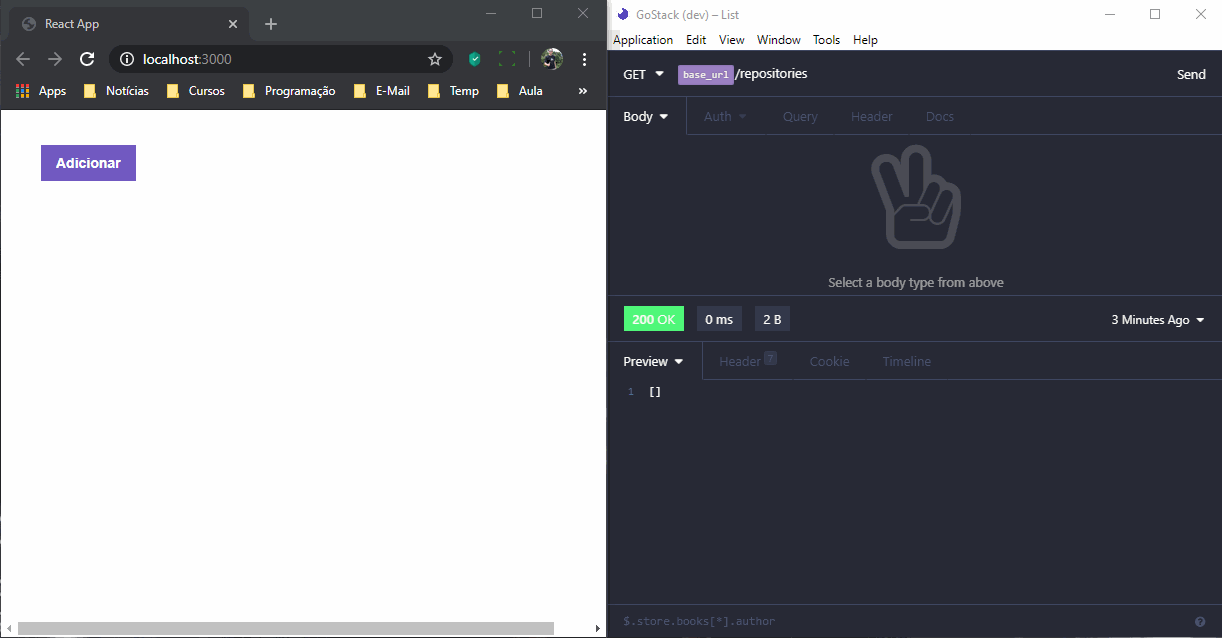 React App
localhost:3000
Apps Notícias Cursos Programação E-Mail Temp Aula »
Adicionar
GoStack (dev) – List
Application Edit View Window Tools Help
GET base_url/repositories Send
Body Auth Query Header Docs
Select a body type from above
200 OK 0 ms 2 B 3 Minutes Ago
Preview Header ? Cookie Timeline
1 []
$.store.books[*].author ?